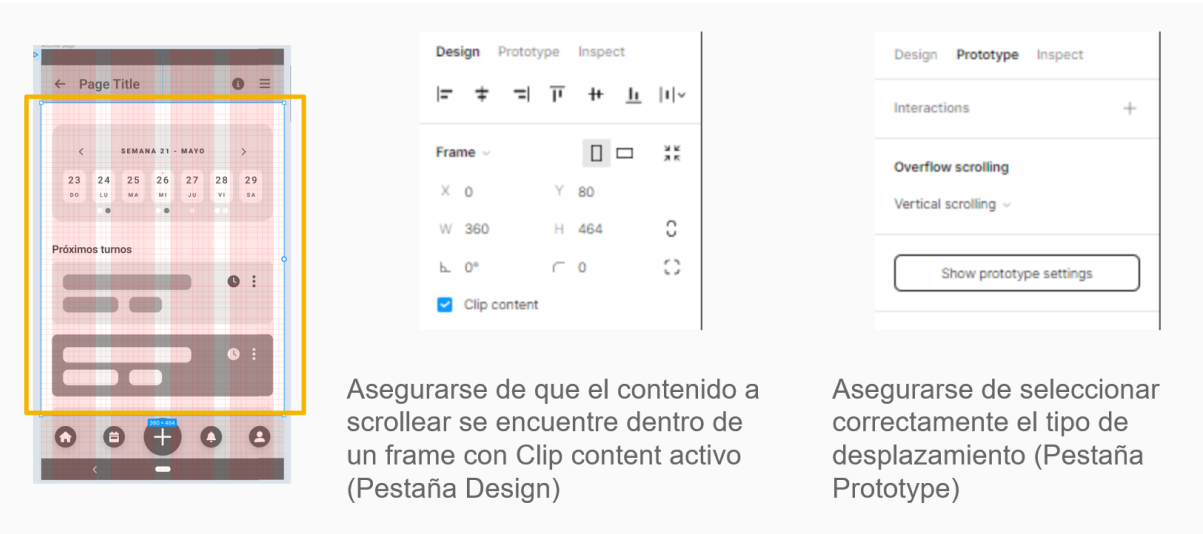 Page Title
SEMANA 21 - MAYO
23 24 25 26 27 28 29
DO LU MA MI JU VI SA
Próximos turnos
360 × 464
Design Prototype Inspect
Frame
X 0 Y 80
W 360 H 464
0° 0
Clip content
Asegurarse de que el contenido a
scrollear se encuentre dentro de
un frame con Clip content activo
(Pestaña Design)
Design Prototype Inspect
Interactions
Overflow scrolling
Vertical scrolling
Show prototype settings
Asegurarse de seleccionar
correctamente el tipo de
desplazamiento (Pestaña
Prototype)